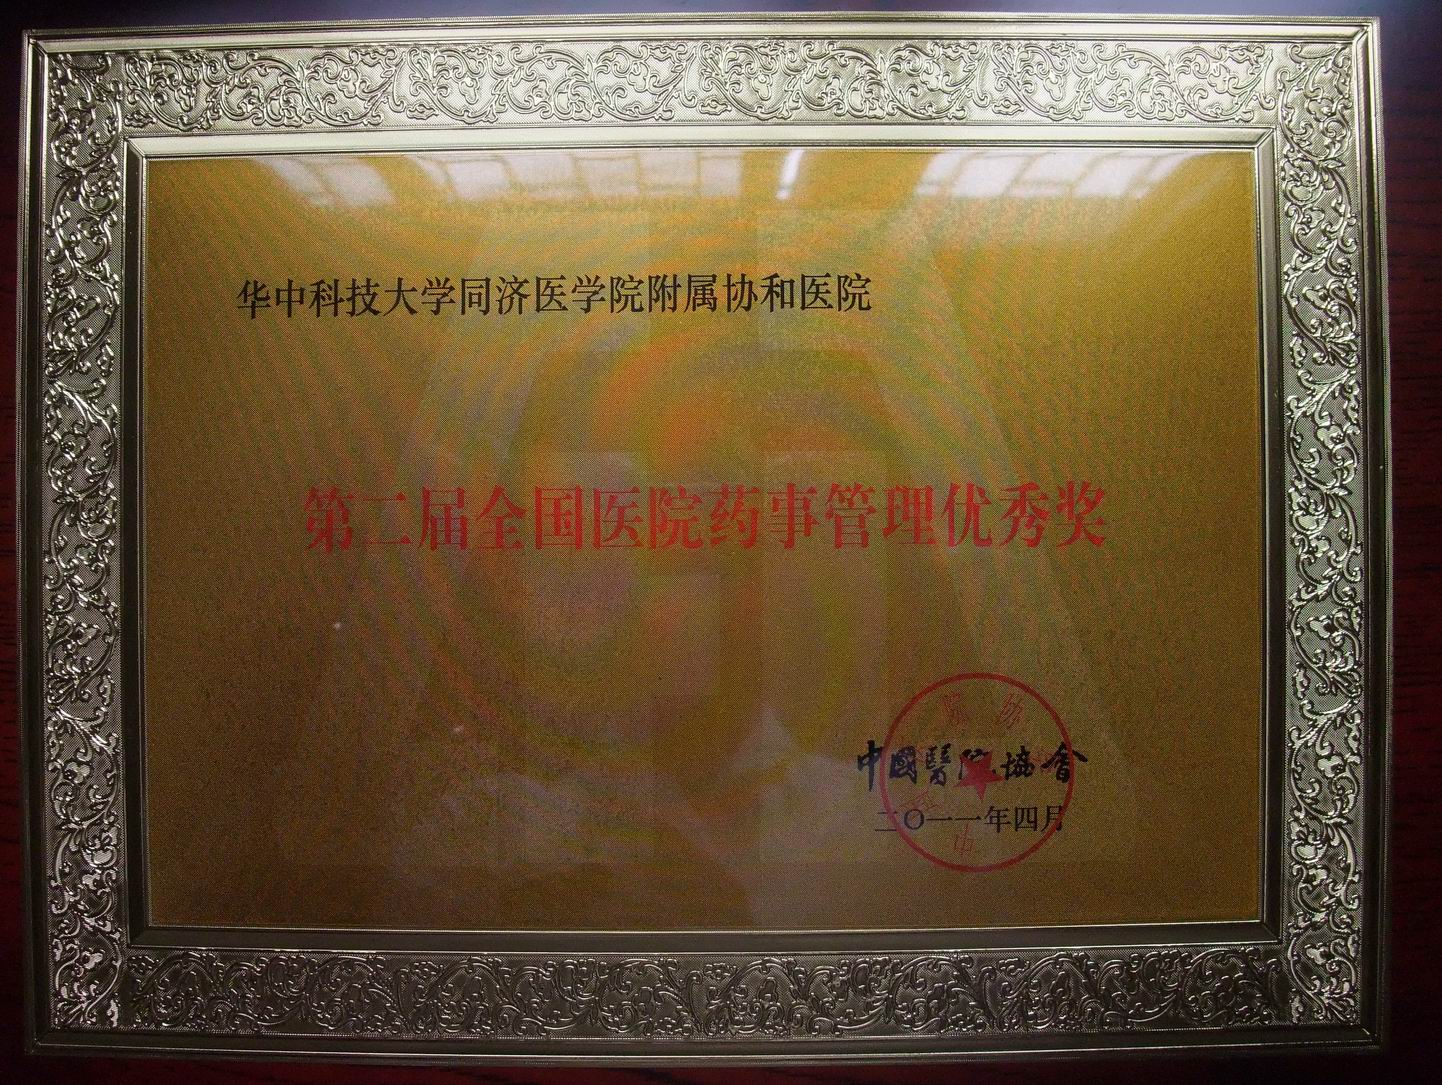 华中科技大学同济医学院附属协和医院
第二届全国医院药事管理优秀奖
中國醫院協會
二〇一一年四月